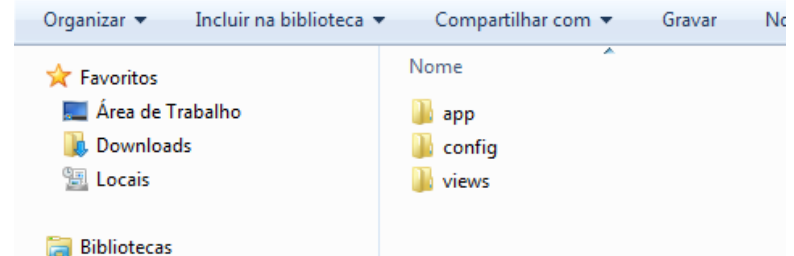 Organizar Incluir na biblioteca Compartilhar com Gravar
Favoritos
Área de Trabalho
Downloads
Locais
Bibliotecas
Nome
app
config
views